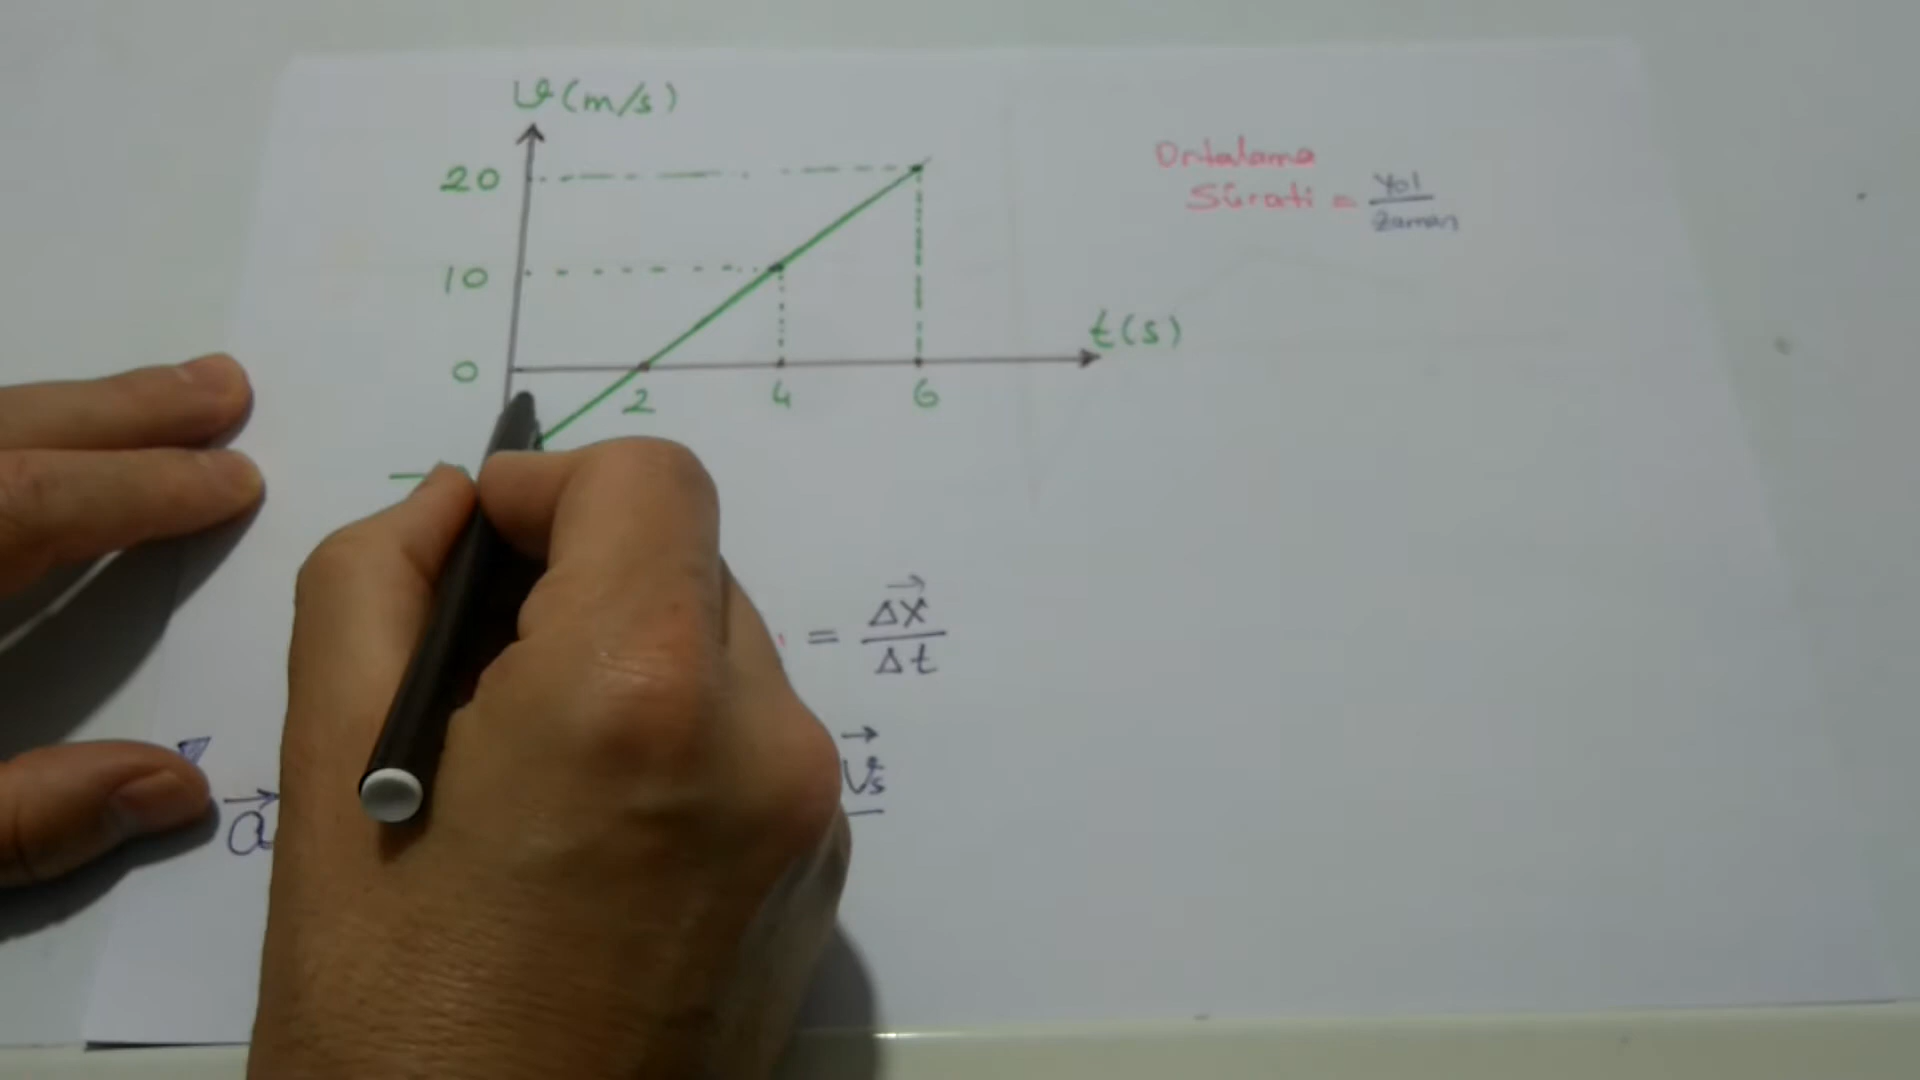 ϑ(m/s)
20
10
0
2 4 6
t(s)
Ortalama
Sürati = Yol / Zaman
= Δx⃗ / Δt
V⃗s
a⃗